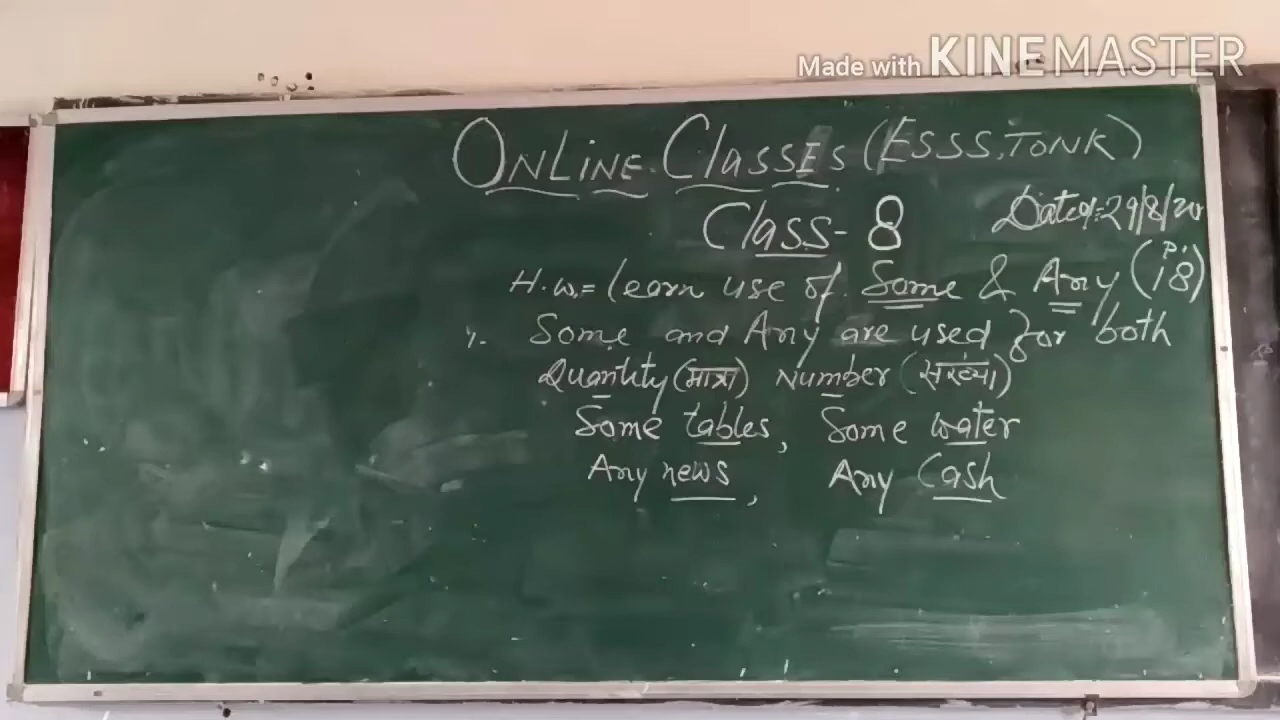 Made with KINEMASTER
OnLine Classes (ESSS, TONK)
Class - 8
Date:- 29/8/20
H.W.= learn use of Some & Any (P. 18)
1. Some and Any are used for both
Quantity (मात्रा) Number (संख्या)
Some tables, Some water
Any news, Any Cash